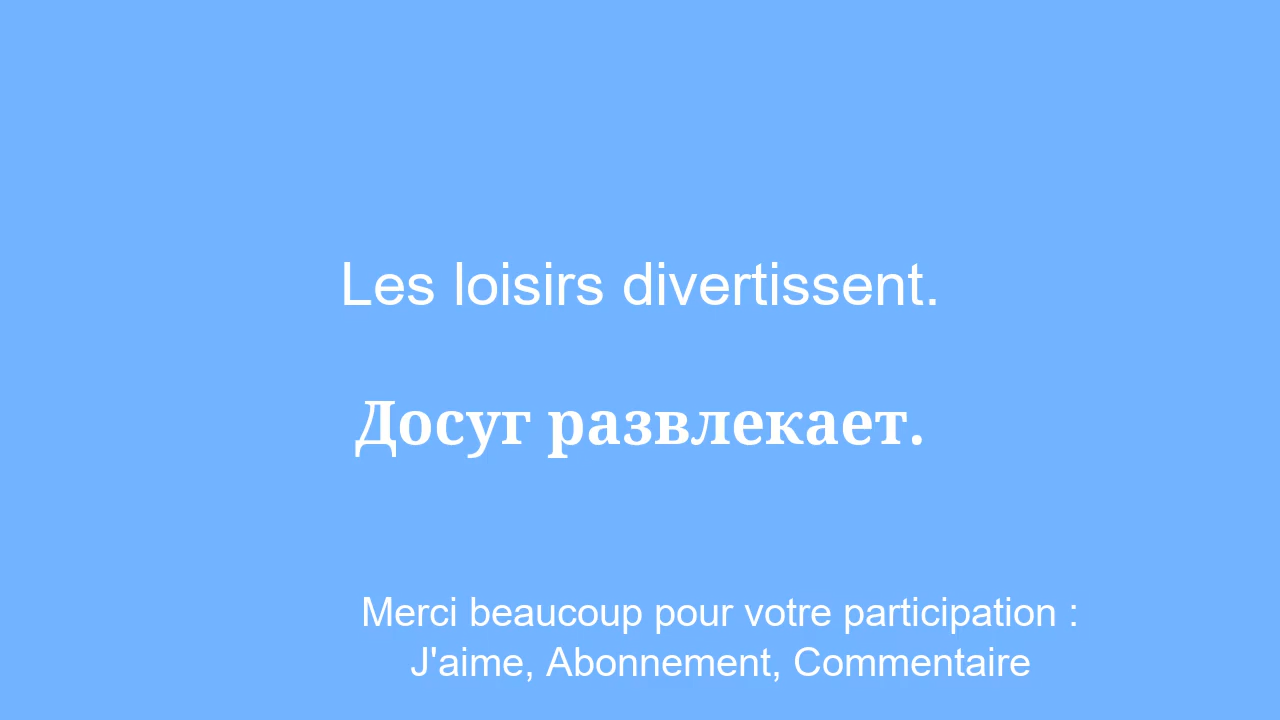 Les loisirs divertissent.
Досуг развлекает.
Merci beaucoup pour votre participation :
J'aime, Abonnement, Commentaire